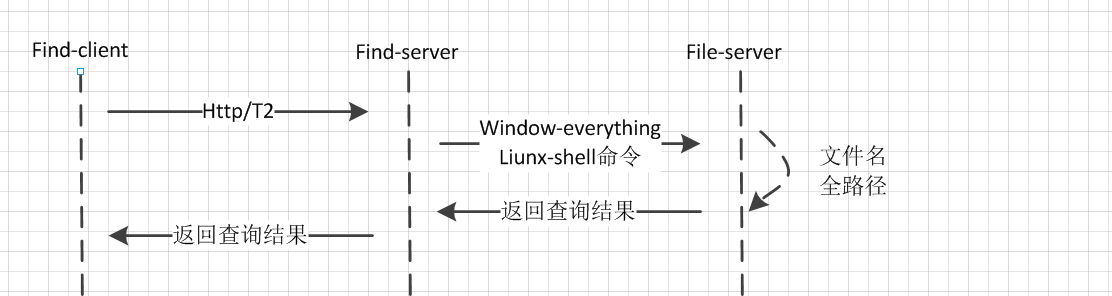 Find-client
Find-server
File-server
Http/T2
Window-everything
Liunx-shell命令
文件名
全路径
返回查询结果
返回查询结果